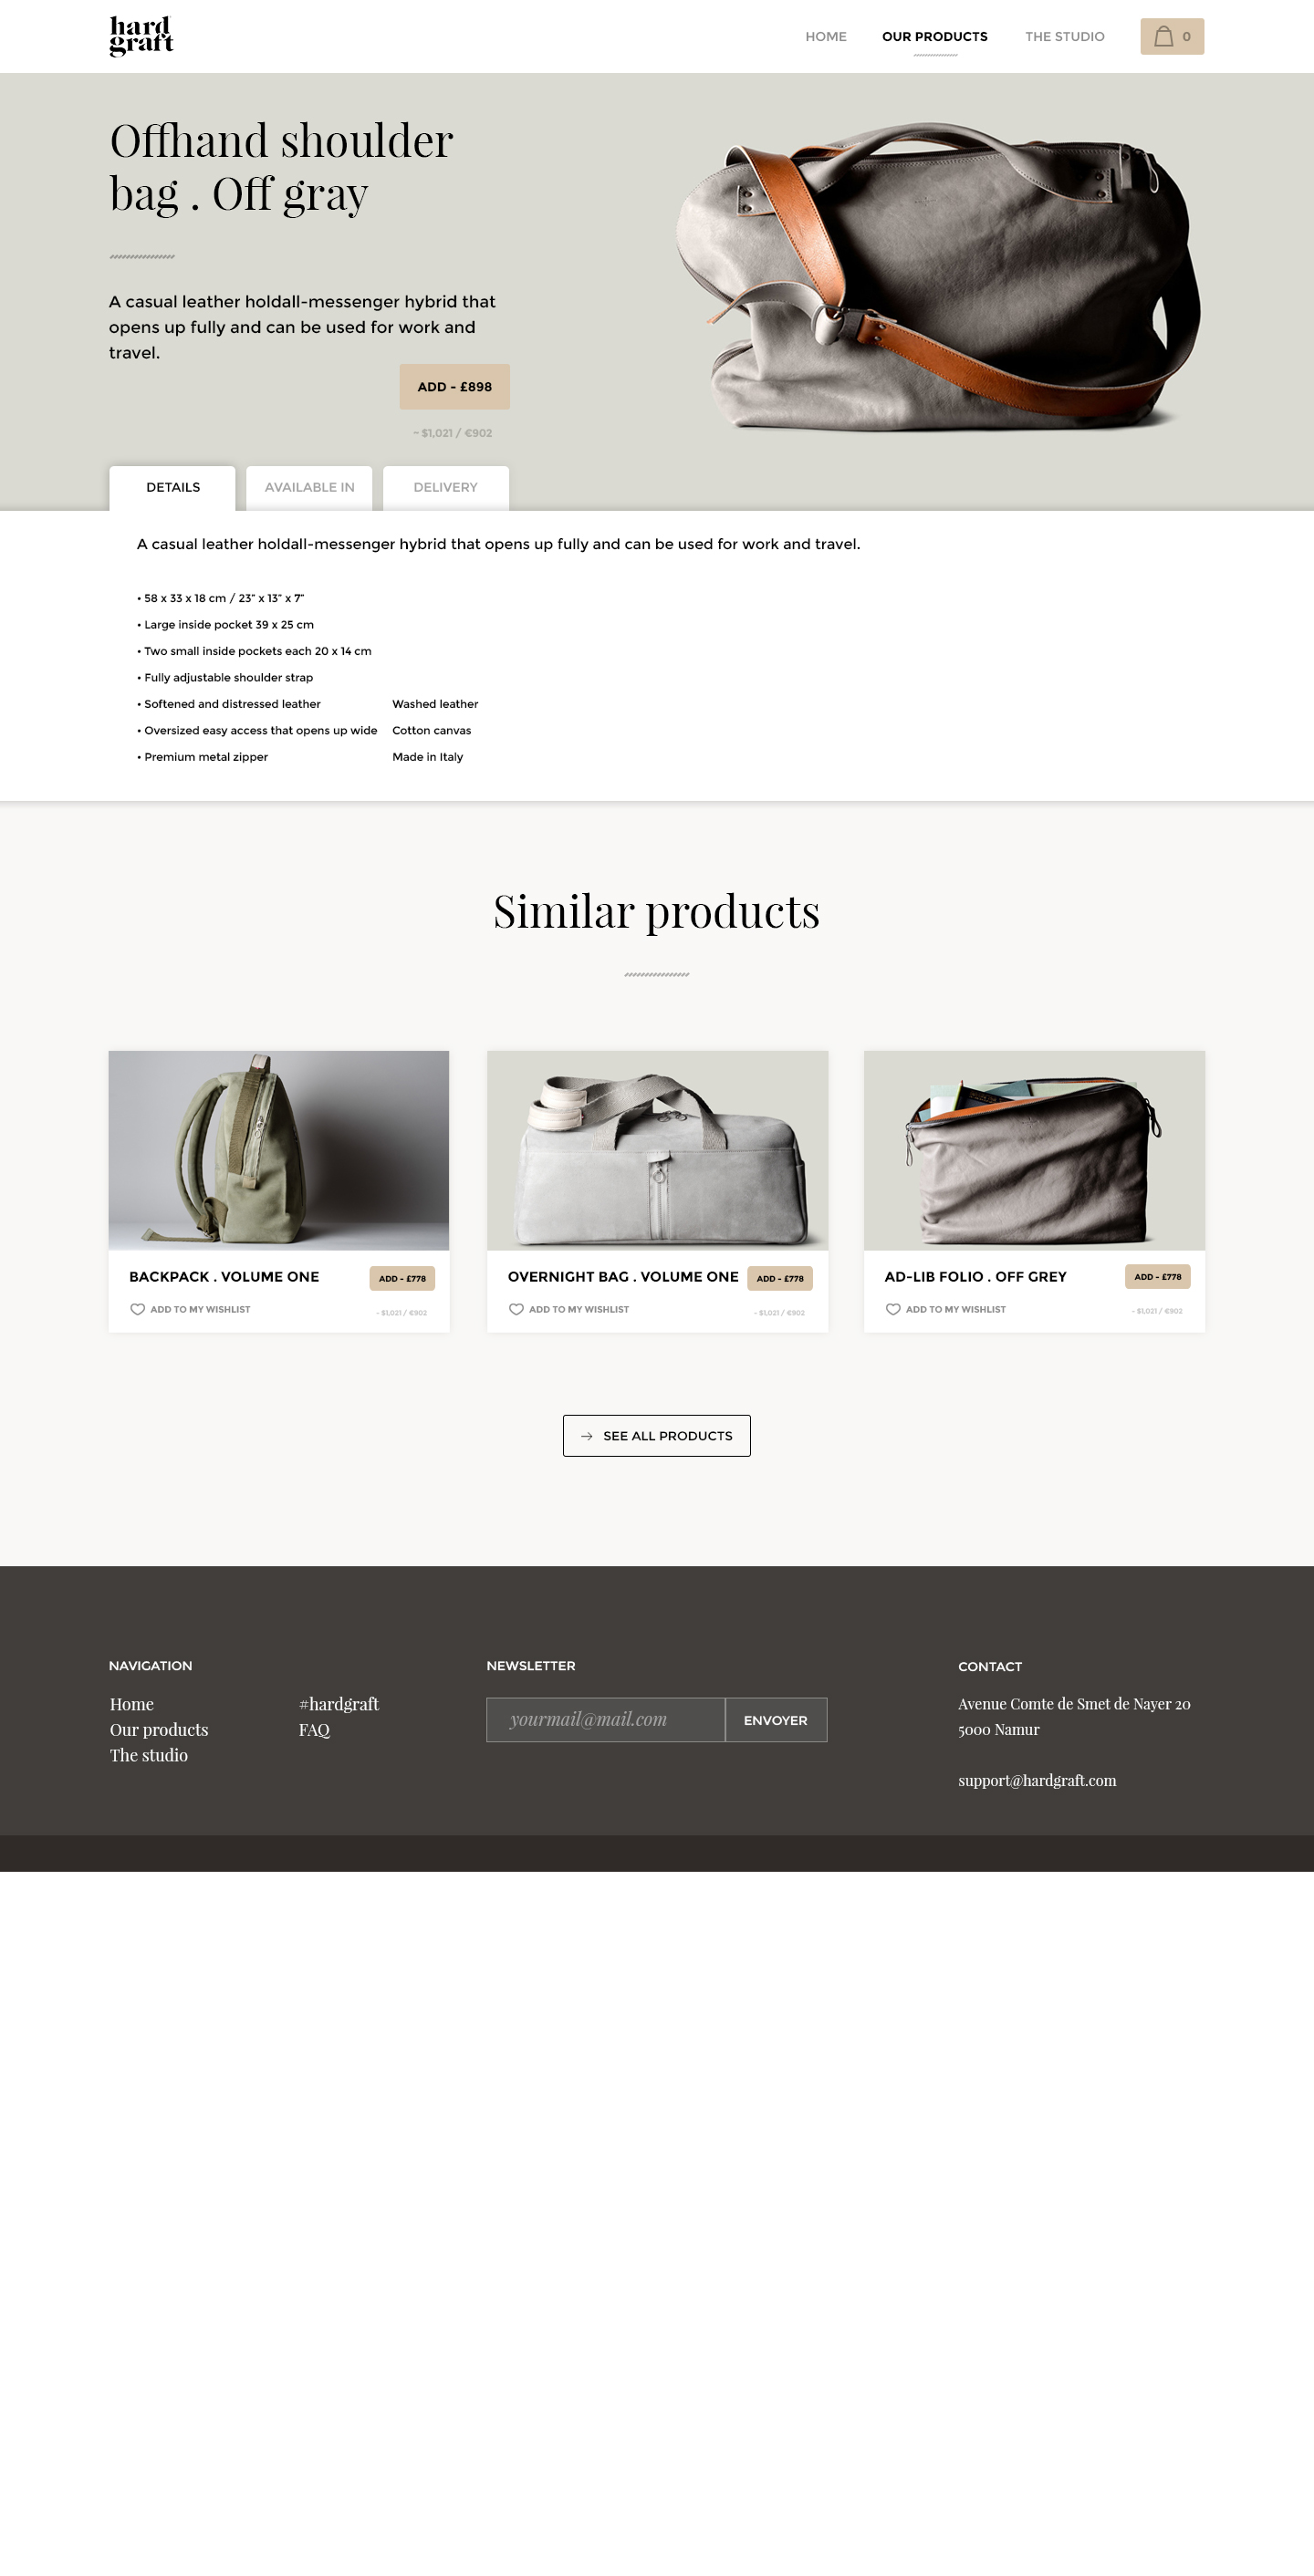 hard
graft
HOME
OUR PRODUCTS
THE STUDIO
0
Offhand shoulder
bag . Off gray
A casual leather holdall-messenger hybrid that
opens up fully and can be used for work and
travel.
ADD - £898
~ $1,021 / €902
DETAILS
AVAILABLE IN
DELIVERY
A casual leather holdall-messenger hybrid that opens up fully and can be used for work and travel.
• 58 x 33 x 18 cm / 23" x 13" x 7"
• Large inside pocket 39 x 25 cm
• Two small inside pockets each 20 x 14 cm
• Fully adjustable shoulder strap
• Softened and distressed leather
• Oversized easy access that opens up wide
• Premium metal zipper
Washed leather
Cotton canvas
Made in Italy
Similar products
BACKPACK . VOLUME ONE
ADD - £778
ADD TO MY WISHLIST
~ $1,021 / €902
OVERNIGHT BAG . VOLUME ONE
ADD - £778
ADD TO MY WISHLIST
~ $1,021 / €902
AD-LIB FOLIO . OFF GREY
ADD - £778
ADD TO MY WISHLIST
~ $1,021 / €902
→ SEE ALL PRODUCTS
NAVIGATION
Home
Our products
The studio
#hardgraft
FAQ
NEWSLETTER
yourmail@mail.com
ENVOYER
CONTACT
Avenue Comte de Smet de Nayer 20
5000 Namur
support@hardgraft.com